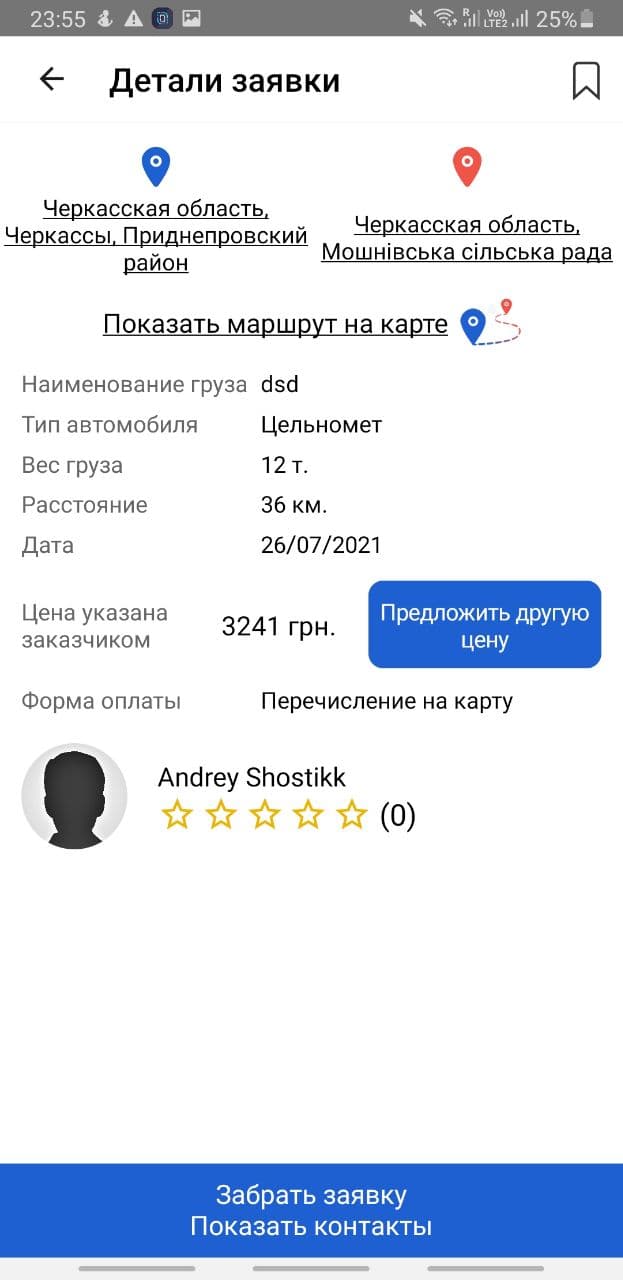 23:55 25%
Детали заявки
Черкасская область,
Черкассы, Приднепровский
район
Черкасская область,
Мошнівська сільська рада
Показать маршрут на карте
Наименование груза dsd
Тип автомобиля Цельномет
Вес груза 12 т.
Расстояние 36 км.
Дата 26/07/2021
Цена указана
заказчиком
3241 грн.
Предложить другую
цену
Форма оплаты Перечисление на карту
Andrey Shostikk
(0)
Забрать заявку
Показать контакты